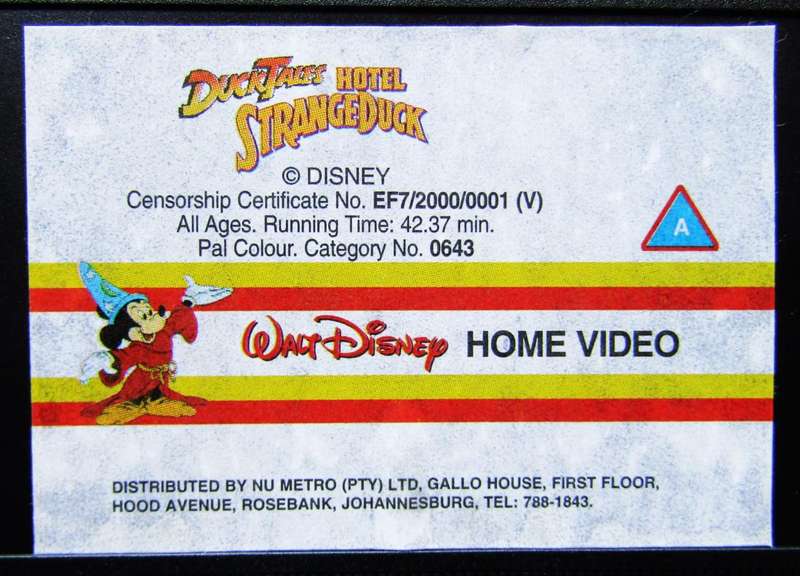 DUCKTALES HOTEL
STRANGEDUCK
© DISNEY
Censorship Certificate No. EF7/2000/0001 (V)
All Ages. Running Time: 42.37 min.
Pal Colour. Category No. 0643
A
WALT DISNEY HOME VIDEO
DISTRIBUTED BY NU METRO (PTY) LTD, GALLO HOUSE, FIRST FLOOR,
HOOD AVENUE, ROSEBANK, JOHANNESBURG, TEL: 788-1843.